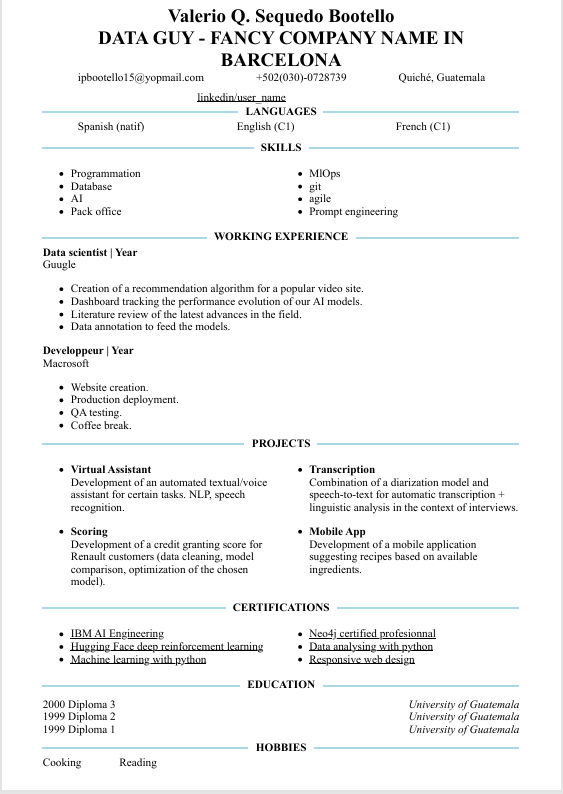 Valerio Q. Sequedo Bootello
DATA GUY - FANCY COMPANY NAME IN
BARCELONA
ipbootello15@yopmail.com +502(030)-0728739 Quiché, Guatemala
linkedin/user_name
LANGUAGES
Spanish (natif) English (C1) French (C1)
SKILLS
• Programmation
• Database
• AI
• Pack office
• MlOps
• git
• agile
• Prompt engineering
WORKING EXPERIENCE
Data scientist | Year
Guugle
• Creation of a recommendation algorithm for a popular video site.
• Dashboard tracking the performance evolution of our AI models.
• Literature review of the latest advances in the field.
• Data annotation to feed the models.
Developpeur | Year
Macrosoft
• Website creation.
• Production deployment.
• QA testing.
• Coffee break.
PROJECTS
• Virtual Assistant
Development of an automated textual/voice
assistant for certain tasks. NLP, speech
recognition.
• Scoring
Development of a credit granting score for
Renault customers (data cleaning, model
comparison, optimization of the chosen
model).
• Transcription
Combination of a diarization model and
speech-to-text for automatic transcription +
linguistic analysis in the context of interviews.
• Mobile App
Development of a mobile application
suggesting recipes based on available
ingredients.
CERTIFICATIONS
• IBM AI Engineering
• Hugging Face deep reinforcement learning
• Machine learning with python
• Neo4j certified profesionnal
• Data analysing with python
• Responsive web design
EDUCATION
2000 Diploma 3 University of Guatemala
1999 Diploma 2 University of Guatemala
1999 Diploma 1 University of Guatemala
HOBBIES
Cooking Reading